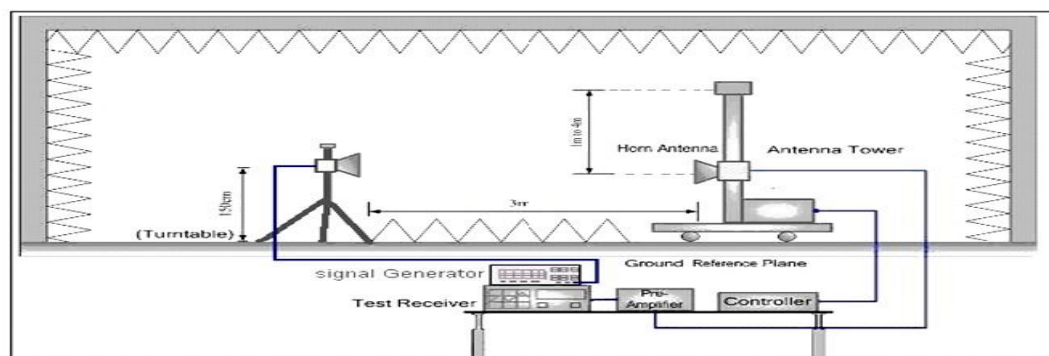 1m to 4m
Horn Antenna
Antenna Tower
150cm
3m
(Turntable)
Ground Reference Plane
signal Generator
Test Receiver
Pre-
Amplifier
Controller